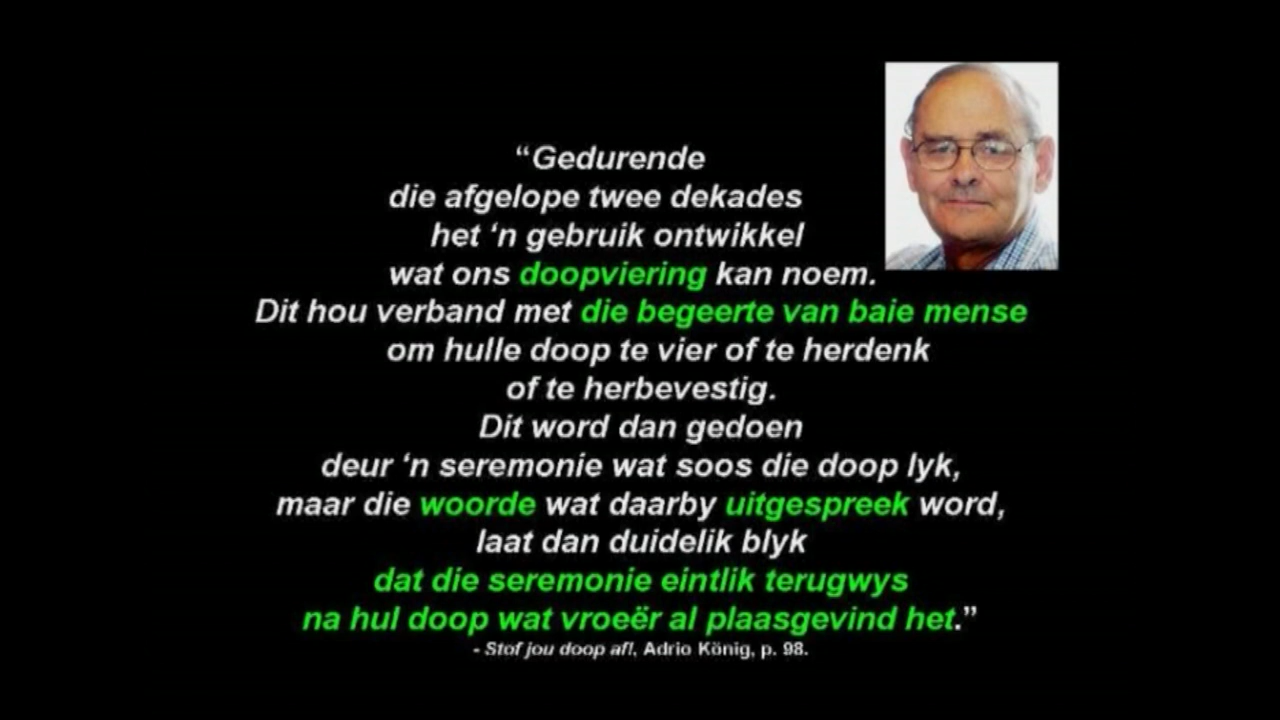 “Gedurende
die afgelope twee dekades
het ‘n gebruik ontwikkel
wat ons doopviering kan noem.
Dit hou verband met die begeerte van baie mense
om hulle doop te vier of te herdenk
of te herbevestig.
Dit word dan gedoen
deur ‘n seremonie wat soos die doop lyk,
maar die woorde wat daarby uitgespreek word,
laat dan duidelik blyk
dat die seremonie eintlik terugwys
na hul doop wat vroeër al plaasgevind het.”
- Stof jou doop af!, Adrio König, p. 98.